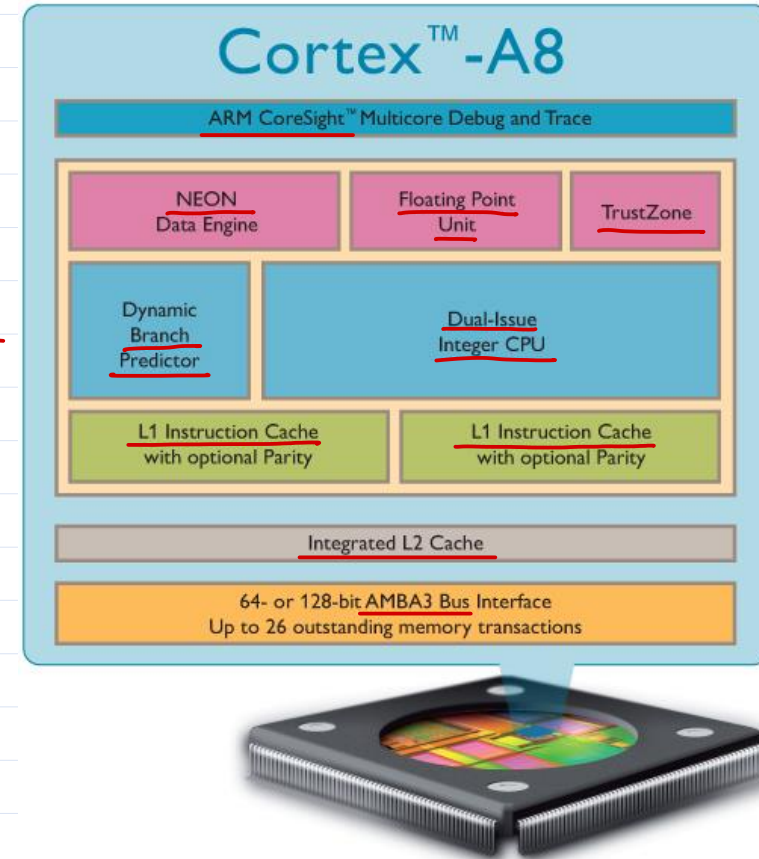 Cortex™-A8
ARM CoreSight™ Multicore Debug and Trace
NEON
Data Engine
Floating Point
Unit
TrustZone
Dynamic
Branch
Predictor
Dual-Issue
Integer CPU
L1 Instruction Cache
with optional Parity
L1 Instruction Cache
with optional Parity
Integrated L2 Cache
64- or 128-bit AMBA3 Bus Interface
Up to 26 outstanding memory transactions